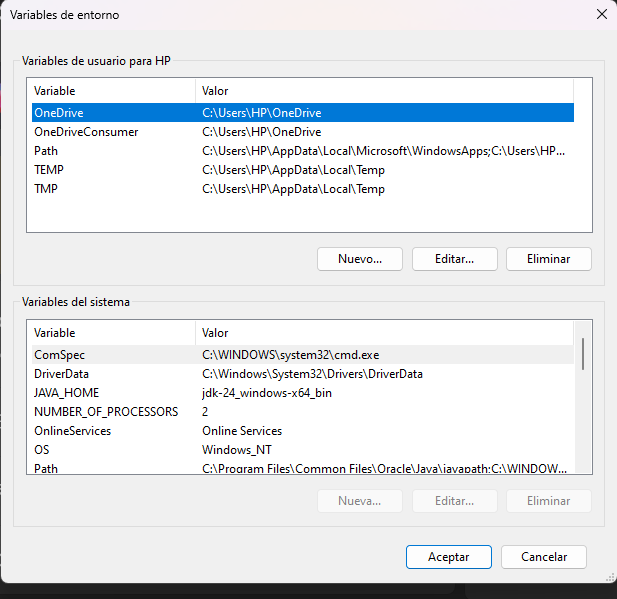 Variables de entorno
Variables de usuario para HP
Variable Valor
OneDrive C:\Users\HP\OneDrive
OneDriveConsumer C:\Users\HP\OneDrive
Path C:\Users\HP\AppData\Local\Microsoft\WindowsApps;C:\Users\HP...
TEMP C:\Users\HP\AppData\Local\Temp
TMP C:\Users\HP\AppData\Local\Temp
Nuevo... Editar... Eliminar
Variables del sistema
Variable Valor
ComSpec C:\WINDOWS\system32\cmd.exe
DriverData C:\Windows\System32\Drivers\DriverData
JAVA_HOME jdk-24_windows-x64_bin
NUMBER_OF_PROCESSORS 2
OnlineServices Online Services
OS Windows_NT
Path C:\Program Files\Common Files\Oracle\Java\javapath;C:\WINDOW...
Nueva... Editar... Eliminar
Aceptar Cancelar